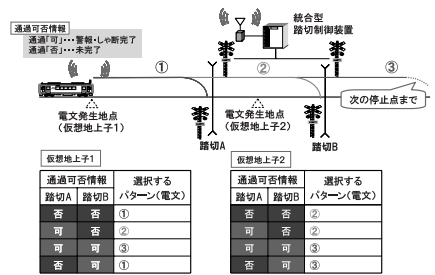 通過可否情報
通過「可」･･･警報・しゃ断完了
通過「否」･･･未完了
統合型
踏切制御装置
① ② ③
電文発生地点
(仮想地上子1)
踏切A
電文発生地点
(仮想地上子2)
踏切B
次の停止点まで
仮想地上子1
通過可否情報 選択する
パターン(電文)
踏切A 踏切B
否 否 ①
可 否 ②
可 可 ③
否 可 ①
仮想地上子2
通過可否情報 選択する
パターン(電文)
踏切A 踏切B
否 否 ②
可 否 ②
可 可 ③
否 可 ③